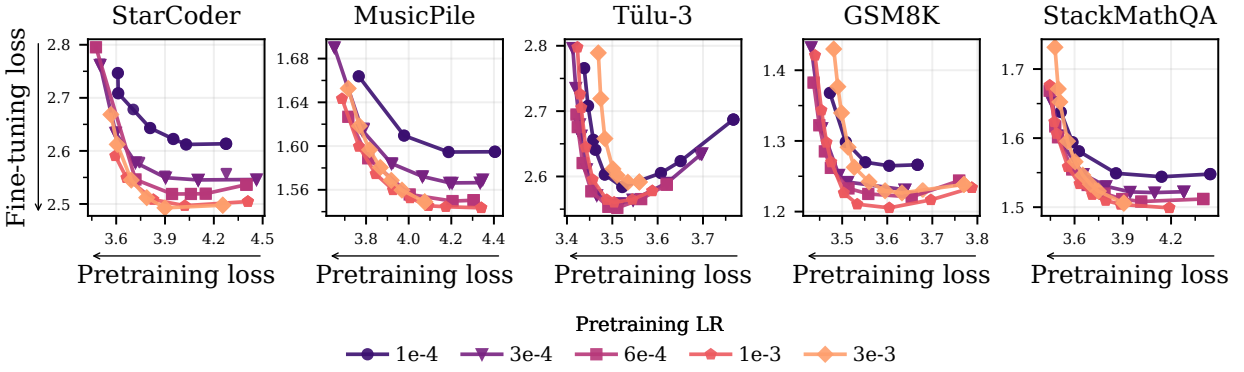 StarCoder MusicPile Tülu-3 GSM8K StackMathQA
Fine-tuning loss
2.8 2.7 2.6 2.5
1.68 1.64 1.60 1.56
2.8 2.7 2.6
1.4 1.3 1.2
1.7 1.6 1.5
3.6 3.9 4.2 4.5 3.8 4.0 4.2 4.4 3.4 3.5 3.6 3.7 3.5 3.6 3.7 3.8 3.6 3.9 4.2
Pretraining loss Pretraining loss Pretraining loss Pretraining loss Pretraining loss
Pretraining LR
1e-4 3e-4 6e-4 1e-3 3e-3